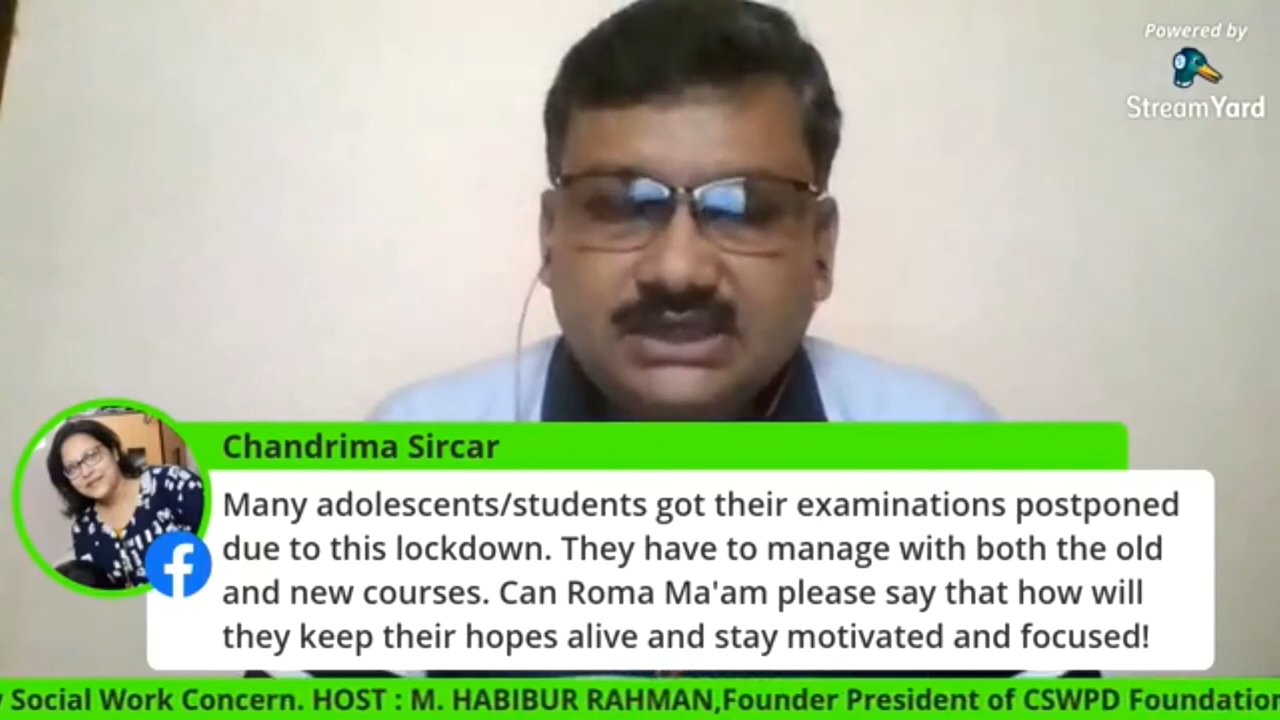 Powered by
StreamYard
Chandrima Sircar
Many adolescents/students got their examinations postponed
due to this lockdown. They have to manage with both the old
and new courses. Can Roma Ma'am please say that how will
they keep their hopes alive and stay motivated and focused!
Social Work Concern. HOST : M. HABIBUR RAHMAN,Founder President of CSWPD Foundation